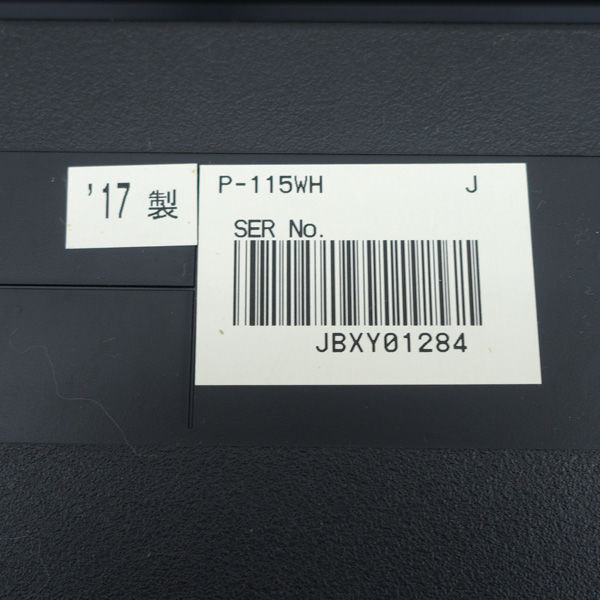 '17 製
P-115WH J
SER No.
JBXY01284